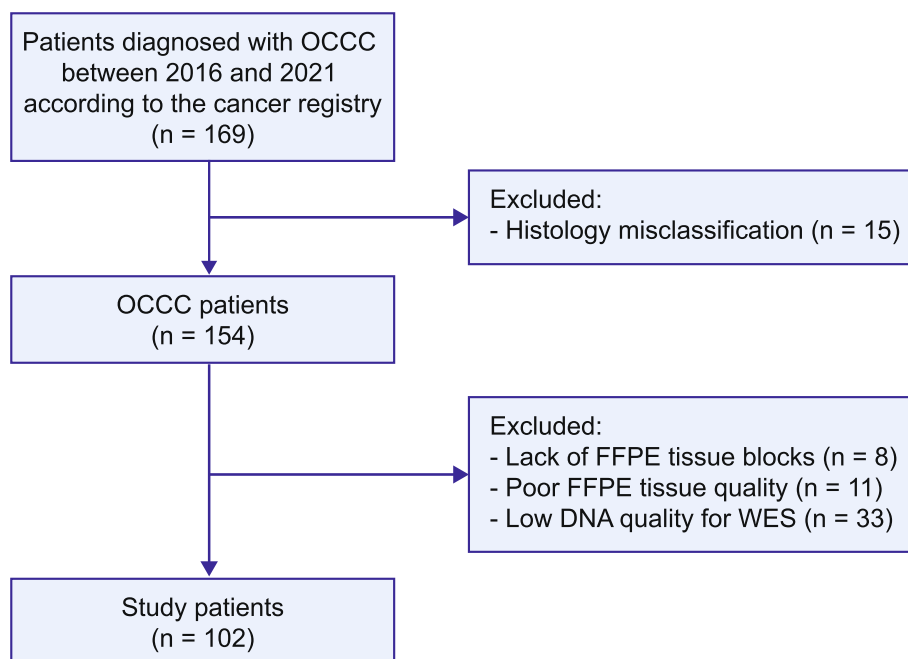 Patients diagnosed with OCCC
between 2016 and 2021
according to the cancer registry
(n = 169)
Excluded:
- Histology misclassification (n = 15)
OCCC patients
(n = 154)
Excluded:
- Lack of FFPE tissue blocks (n = 8)
- Poor FFPE tissue quality (n = 11)
- Low DNA quality for WES (n = 33)
Study patients
(n = 102)